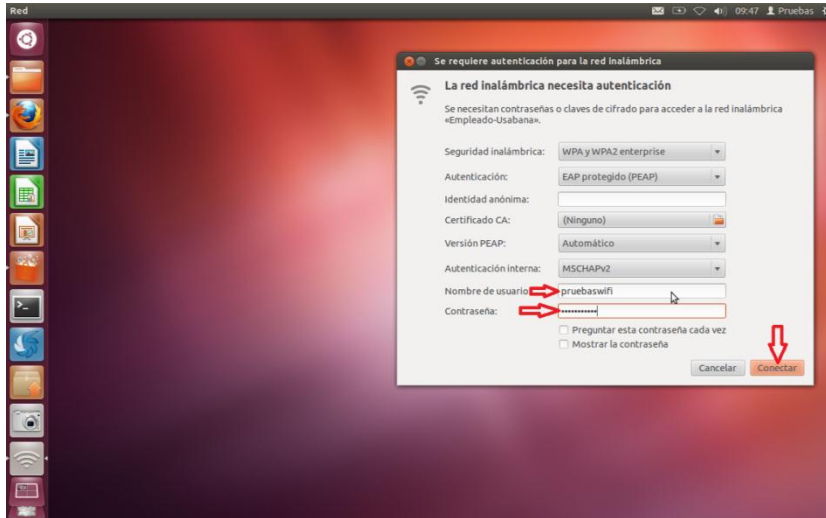 Red
09:47 Pruebas
Se requiere autenticación para la red inalámbrica
La red inalámbrica necesita autenticación
Se necesitan contraseñas o claves de cifrado para acceder a la red inalámbrica
«Empleado-Usabana».
Seguridad inalámbrica: WPA y WPA2 enterprise
Autenticación: EAP protegido (PEAP)
Identidad anónima:
Certificado CA: (Ninguno)
Versión PEAP: Automático
Autenticación interna: MSCHAPv2
Nombre de usuario pruebaswifi
Contraseña: •••••••••••
Preguntar esta contraseña cada vez
Mostrar la contraseña
Cancelar Conectar